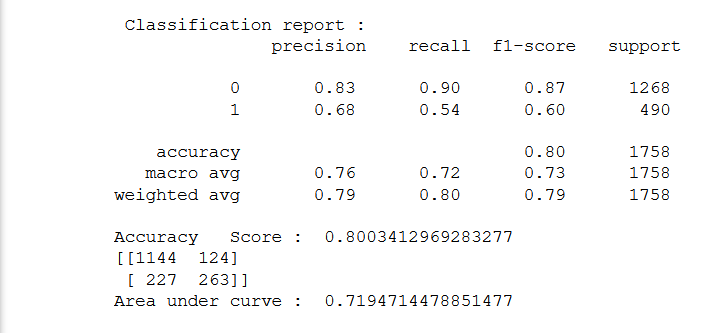 Classification report :
precision recall f1-score support
0 0.83 0.90 0.87 1268
1 0.68 0.54 0.60 490
accuracy 0.80 1758
macro avg 0.76 0.72 0.73 1758
weighted avg 0.79 0.80 0.79 1758
Accuracy Score : 0.8003412969283277
[[1144 124]
[ 227 263]]
Area under curve : 0.7194714478851477